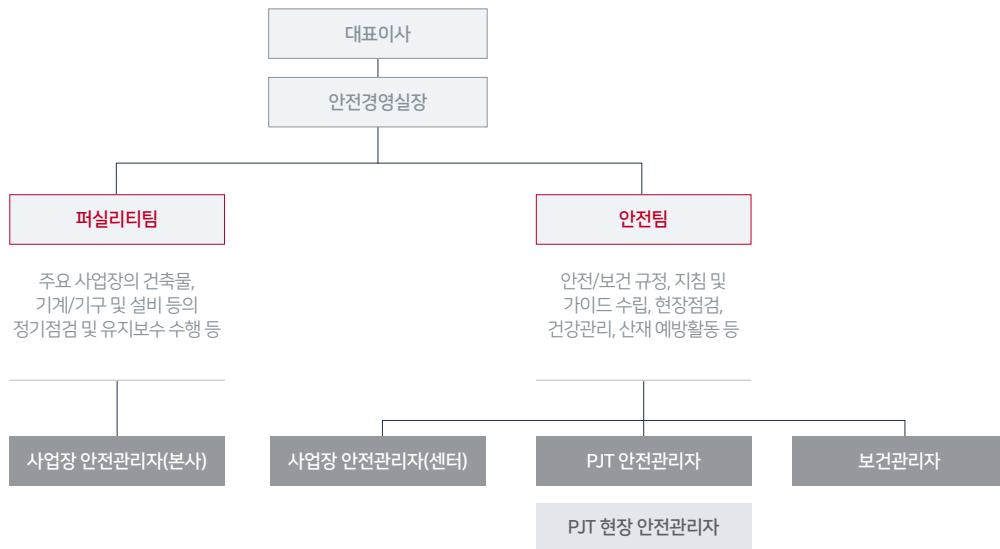 대표이사
안전경영실장
퍼실리티팀
안전팀
주요 사업장의 건축물,
기계/기구 및 설비 등의
정기점검 및 유지보수 수행 등
안전/보건 규정, 지침 및
가이드 수립, 현장점검,
건강관리, 산재 예방활동 등
사업장 안전관리자(본사)
사업장 안전관리자(센터)
PJT 안전관리자
보건관리자
PJT 현장 안전관리자